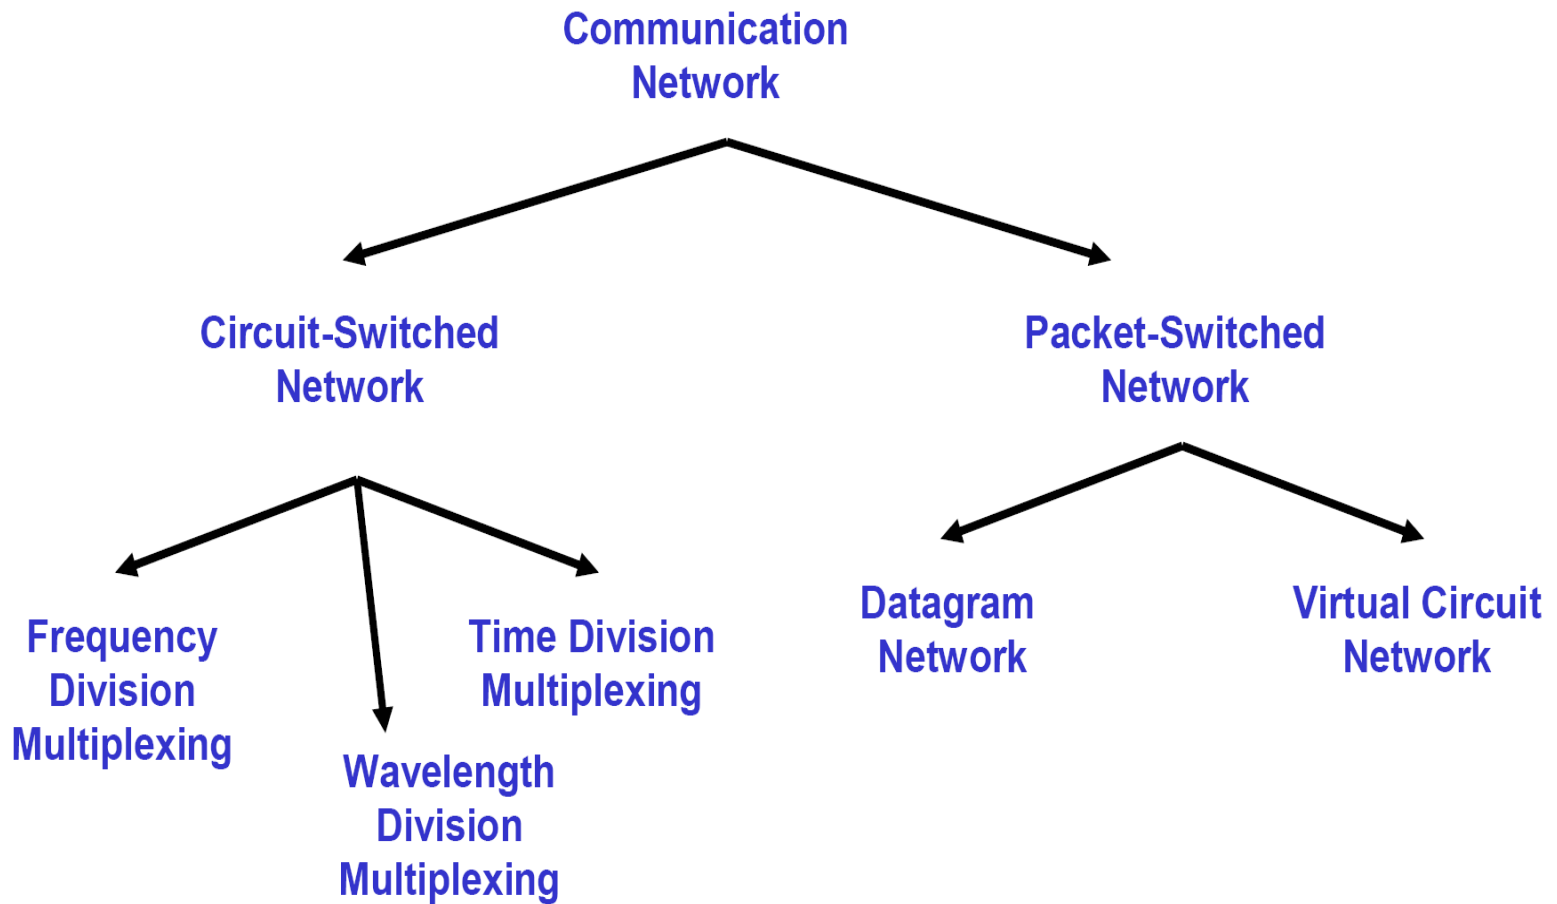 Communication
Network
Circuit-Switched
Network
Packet-Switched
Network
Frequency
Division
Multiplexing
Wavelength
Division
Multiplexing
Time Division
Multiplexing
Datagram
Network
Virtual Circuit
Network